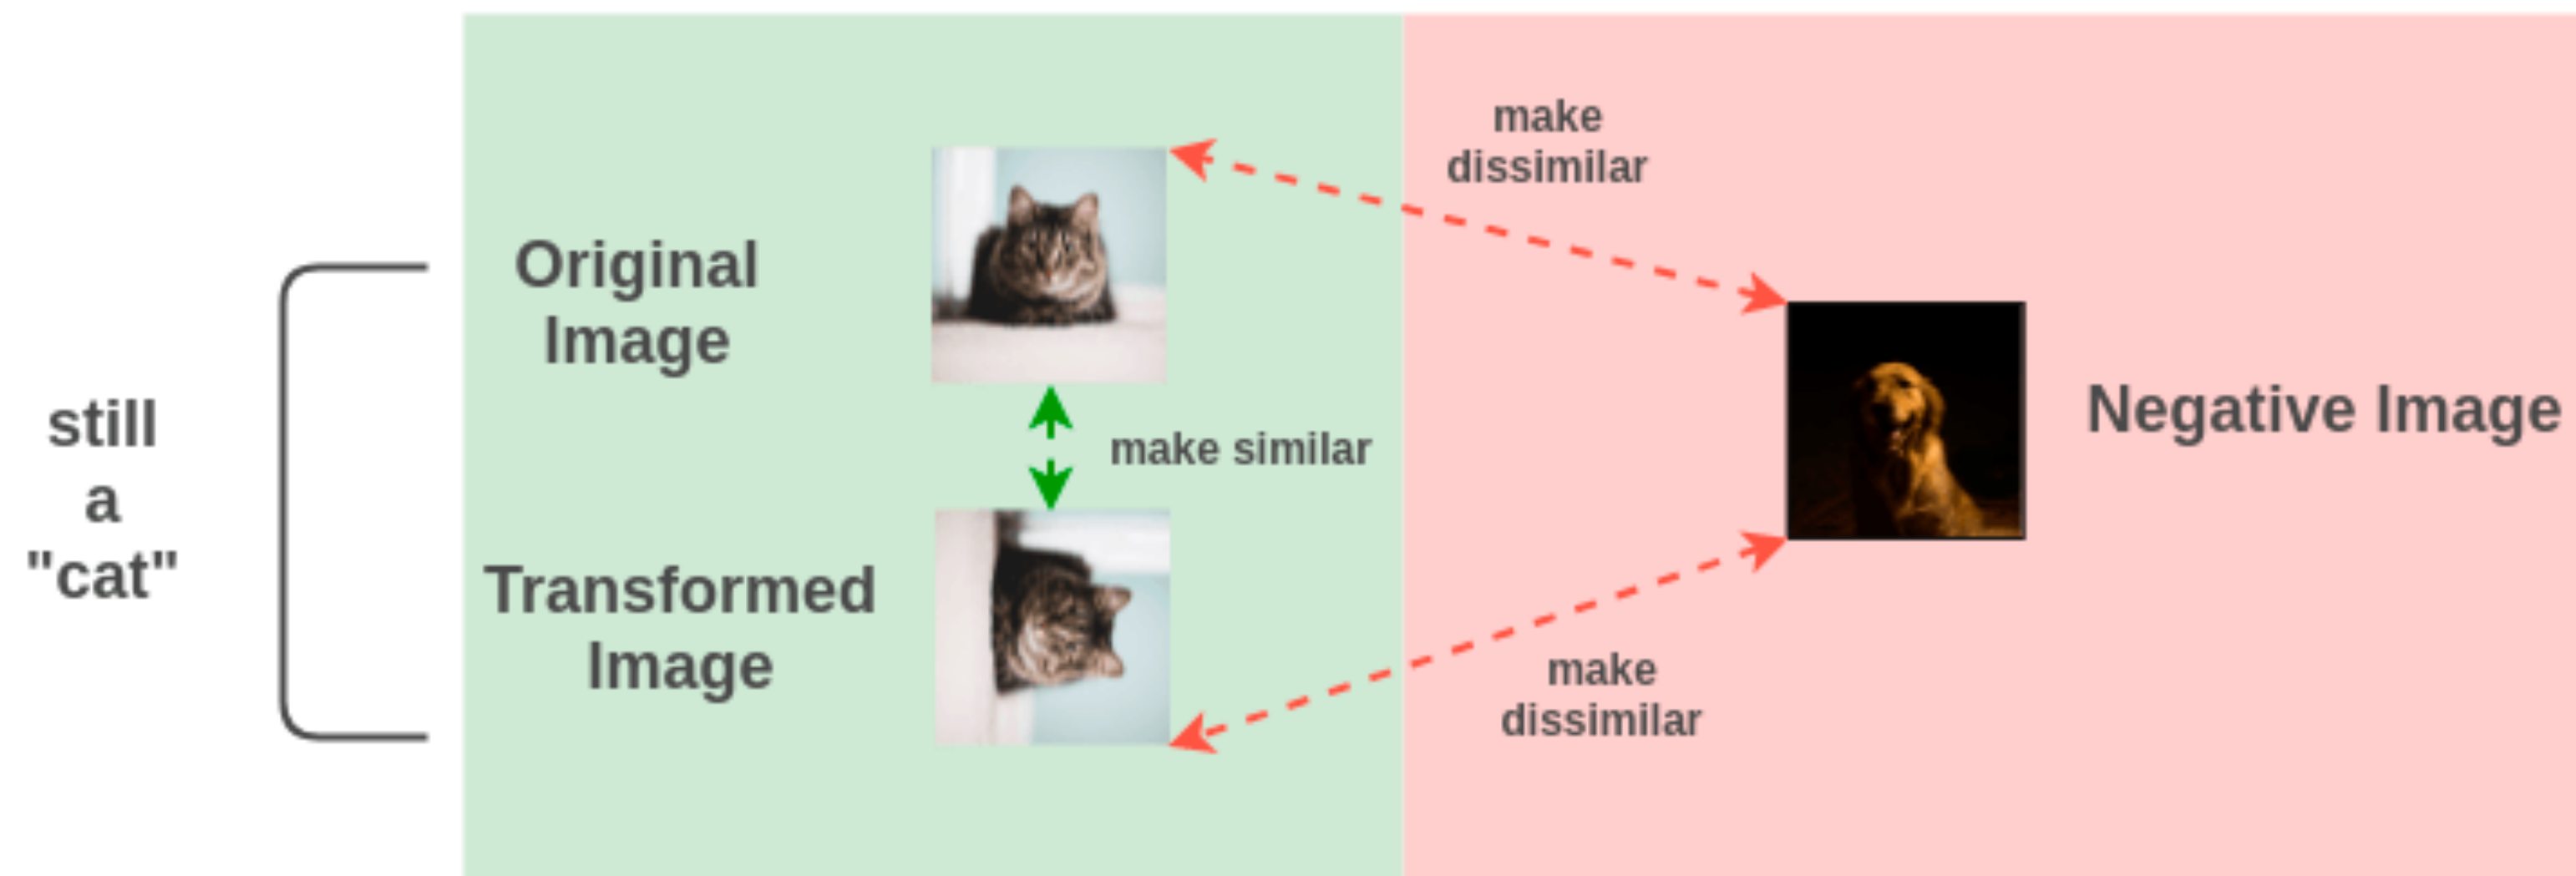 still
a
"cat"
Original
Image
Transformed
Image
make similar
make
dissimilar
make
dissimilar
Negative Image